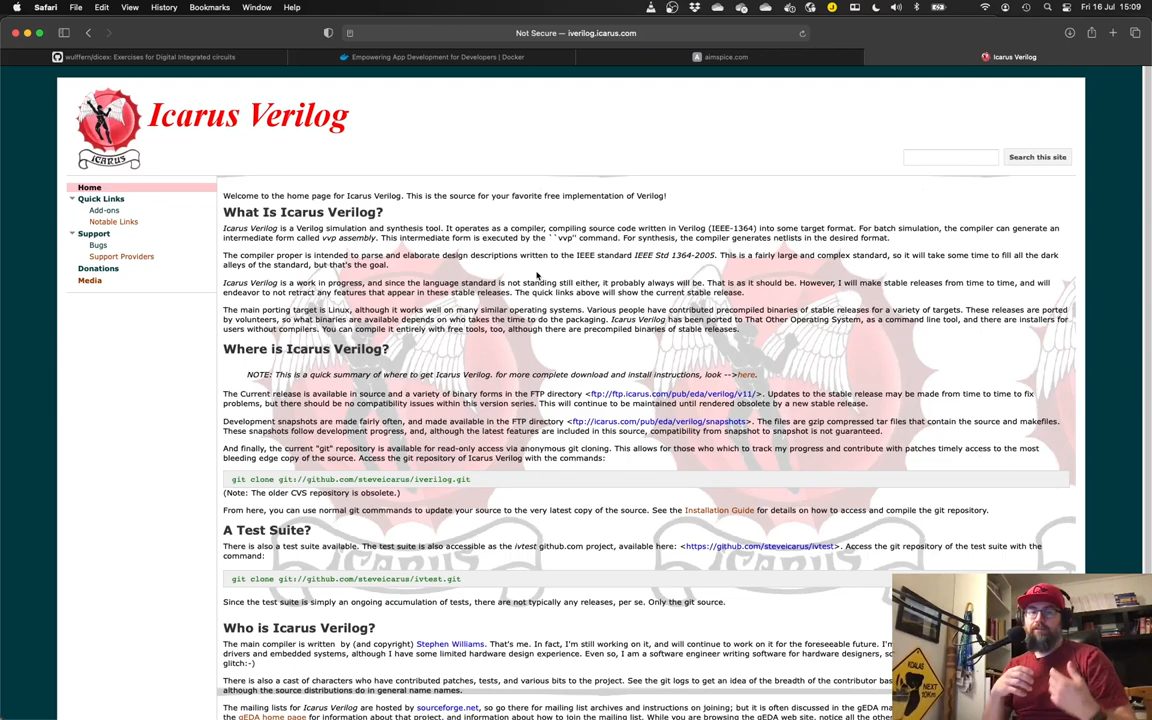 Safari File Edit View History Bookmarks Window Help Fri 16 Jul 15:09
Not Secure — iverilog.icarus.com
wulffern/dicex: Exercises for Digital Integrated circuits Empowering App Development for Developers | Docker aimspice.com Icarus Verilog
Icarus Verilog
ICARUS
Search this site
Home
Quick Links
Add-ons
Notable Links
Support
Bugs
Support Providers
Donations
Media
Welcome to the home page for Icarus Verilog. This is the source for your favorite free implementation of Verilog!
What Is Icarus Verilog?
Icarus Verilog is a Verilog simulation and synthesis tool. It operates as a compiler, compiling source code written in Verilog (IEEE-1364) into some target format. For batch simulation, the compiler can generate an
intermediate form called vvp assembly. This intermediate form is executed by the ``vvp'' command. For synthesis, the compiler generates netlists in the desired format.
The compiler proper is intended to parse and elaborate design descriptions written to the IEEE standard IEEE Std 1364-2005. This is a fairly large and complex standard, so it will take some time to fill all the dark
alleys of the standard, but that's the goal.
Icarus Verilog is a work in progress, and since the language standard is not standing still either, it probably always will be. That is as it should be. However, I will make stable releases from time to time, and will
endeavor to not retract any features that appear in these stable releases. The quick links above will show the current stable release.
The main porting target is Linux, although it works well on many similar operating systems. Various people have contributed precompiled binaries of stable releases for a variety of targets. These releases are ported
by volunteers, so what binaries are available depends on who takes the time to do the packaging. Icarus Verilog has been ported to That Other Operating System, as a command line tool, and there are installers for
users without compilers. You can compile it entirely with free tools, too, although there are precompiled binaries of stable releases.
Where is Icarus Verilog?
NOTE: This is a quick summary of where to get Icarus Verilog. for more complete download and install instructions, look -->here.
The Current release is available in source and a variety of binary forms in the FTP directory <ftp://ftp.icarus.com/pub/eda/verilog/v11/>. Updates to the stable release may be made from time to time to fix
problems, but there should be no compatibility issues within this version series. This will continue to be maintained until rendered obsolete by a new stable release.
Development snapshots are made fairly often, and made available in the FTP directory <ftp://icarus.com/pub/eda/verilog/snapshots>. The files are gzip compressed tar files that contain the source and makefiles.
These snapshots follow development progress, and, although the latest features are included in this source, compatibility from snapshot to snapshot is not guaranteed.
And finally, the current "git" repository is available for read-only access via anonymous git cloning. This allows for those who which to track my progress and contribute with patches timely access to the most
bleeding edge copy of the source. Access the git repository of Icarus Verilog with the commands:
git clone git://github.com/steveicarus/iverilog.git
(Note: The older CVS repository is obsolete.)
From here, you can use normal git commmands to update your source to the very latest copy of the source. See the Installation Guide for details on how to access and compile the git repository.
A Test Suite?
There is also a test suite available. The test suite is also accessible as the ivtest github.com project, available here: <https://github.com/steveicarus/ivtest>. Access the git repository of the test suite with the
command:
git clone git://github.com/steveicarus/ivtest.git
Since the test suite is simply an ongoing accumulation of tests, there are not typically any releases, per se. Only the git source.
Who is Icarus Verilog?
The main compiler is written by (and copyright) Stephen Williams. That's me. In fact, I'm still working on it, and will continue to work on it for the foreseeable future. I'm
drivers and embedded systems, although I have some limited hardware design experience. Even so, I am a software engineer writing software for hardware designers, so
glitch:-)
There is also a cast of characters who have contributed patches, tests, and various bits to the project. See the git logs to get an idea of the breadth of the contributor bas
although the source distributions do in general name names.
The mailing lists for Icarus Verilog are hosted by sourceforge.net, so go there for mailing list archives and instructions on joining; but it is often discussed in the gEDA ma
the gEDA home page for information about that project, and information about how to join the mailing list. While you are browsing the gEDA web site, notice all the other
KOALAS
NEXT
10KM